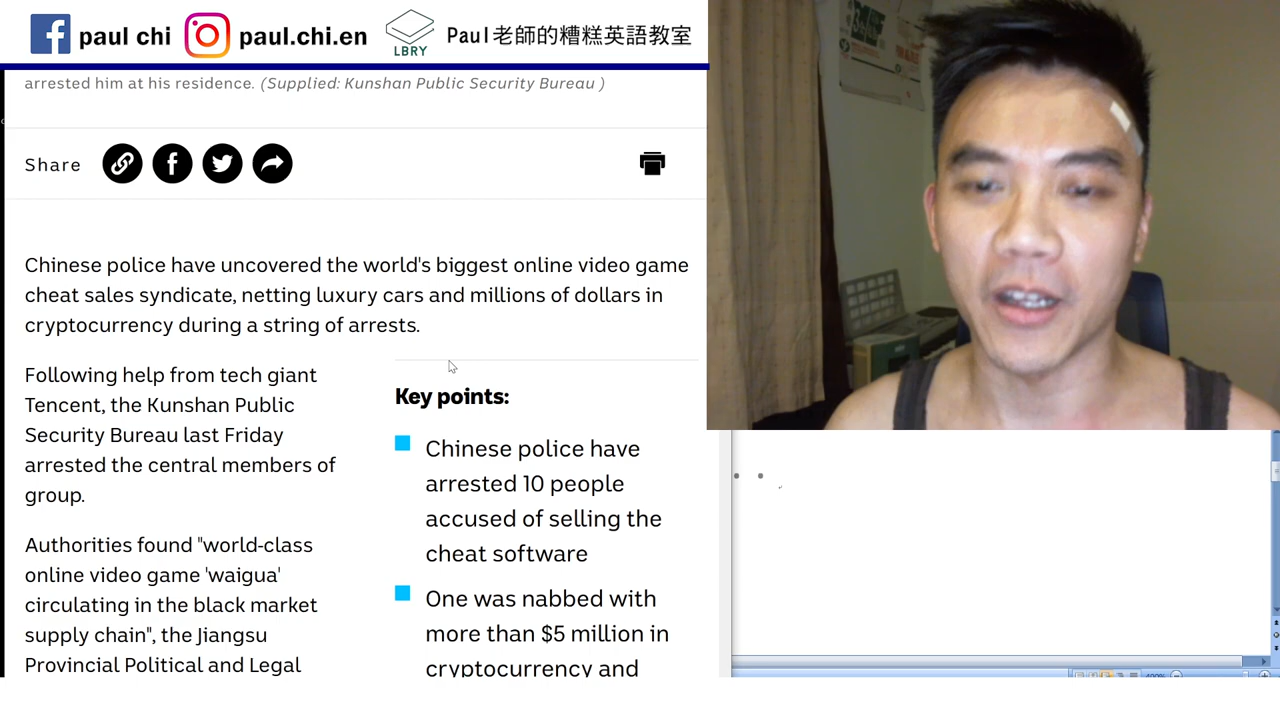 paul chi
paul.chi.en
LBRY
Paul老師的糟糕英語教室
arrested him at his residence. (Supplied: Kunshan Public Security Bureau )
Share
Chinese police have uncovered the world's biggest online video game
cheat sales syndicate, netting luxury cars and millions of dollars in
cryptocurrency during a string of arrests.
Following help from tech giant
Tencent, the Kunshan Public
Security Bureau last Friday
arrested the central members of
group.
Authorities found "world-class
online video game 'waigua'
circulating in the black market
supply chain", the Jiangsu
Provincial Political and Legal
Key points:
Chinese police have
arrested 10 people
accused of selling the
cheat software
One was nabbed with
more than $5 million in
cryptocurrency and
400%